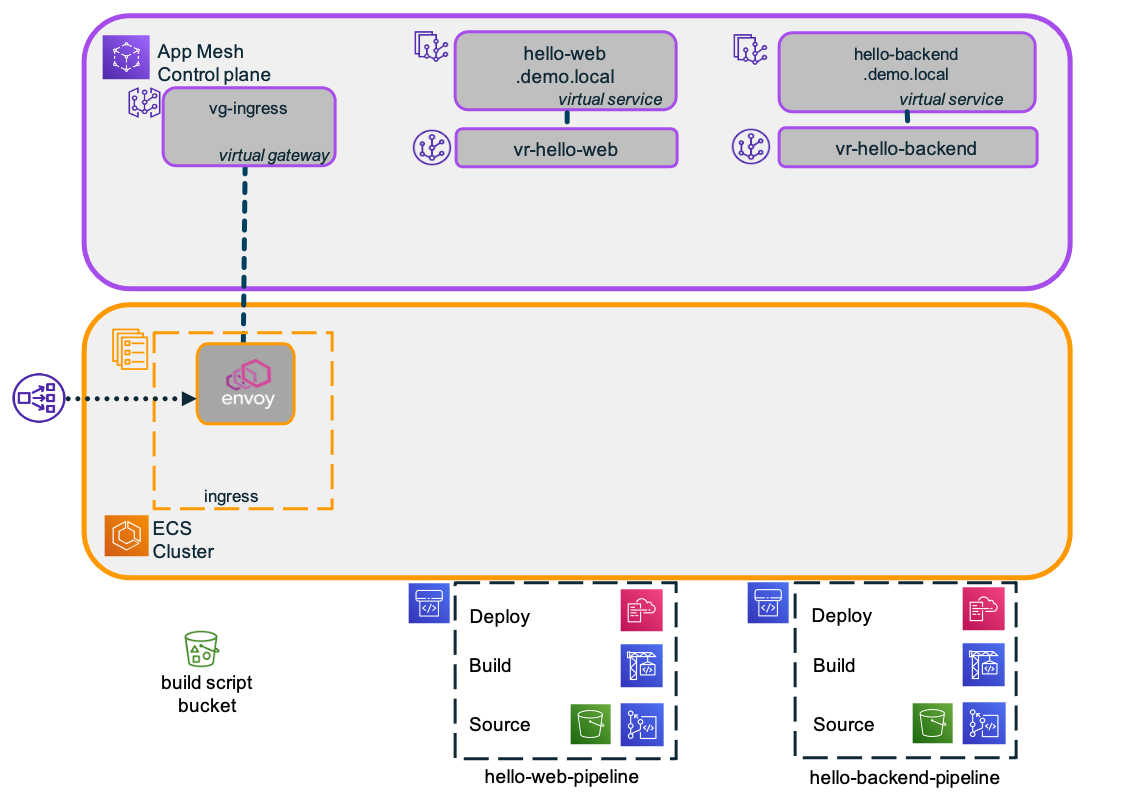 App Mesh
Control plane
vg-ingress
virtual gateway
hello-web
.demo.local
virtual service
vr-hello-web
hello-backend
.demo.local
virtual service
vr-hello-backend
envoy
ingress
ECS
Cluster
build script
bucket
Deploy
Build
Source
hello-web-pipeline
Deploy
Build
Source
hello-backend-pipeline